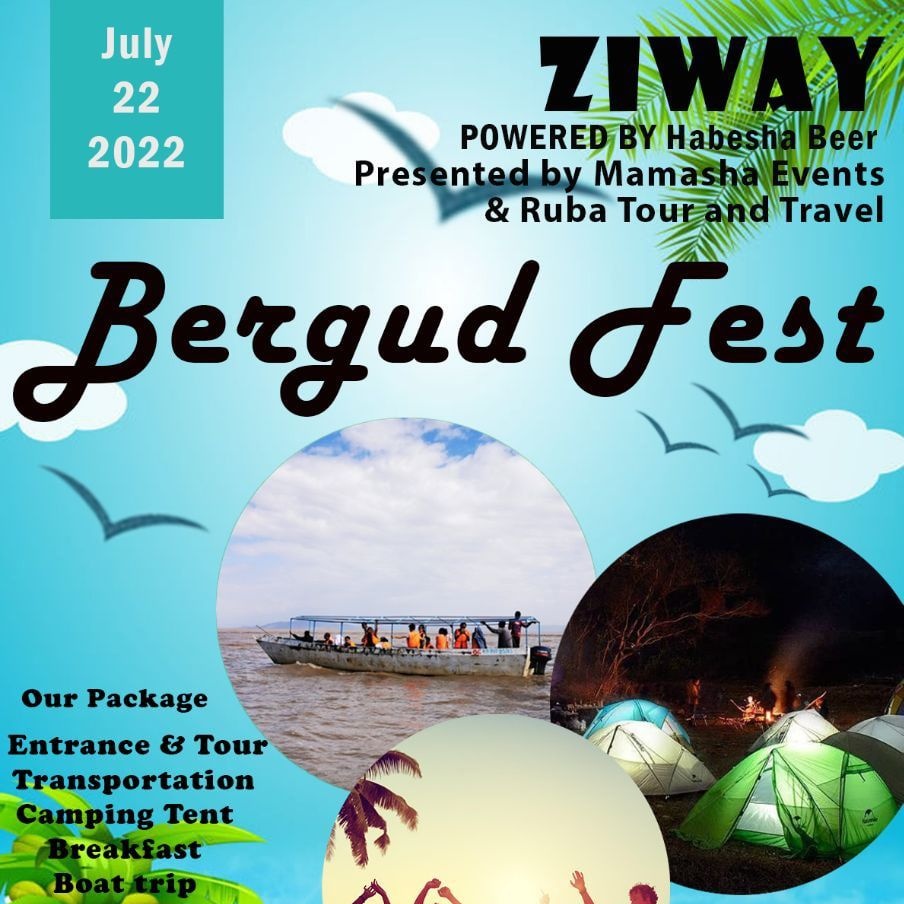 July
22
2022
ZIWAY
POWERED BY Habesha Beer
Presented by Mamasha Events
& Ruba Tour and Travel
Bergud Fest
Our Package
Entrance & Tour
Transportation
Camping Tent
Breakfast
Boat trip